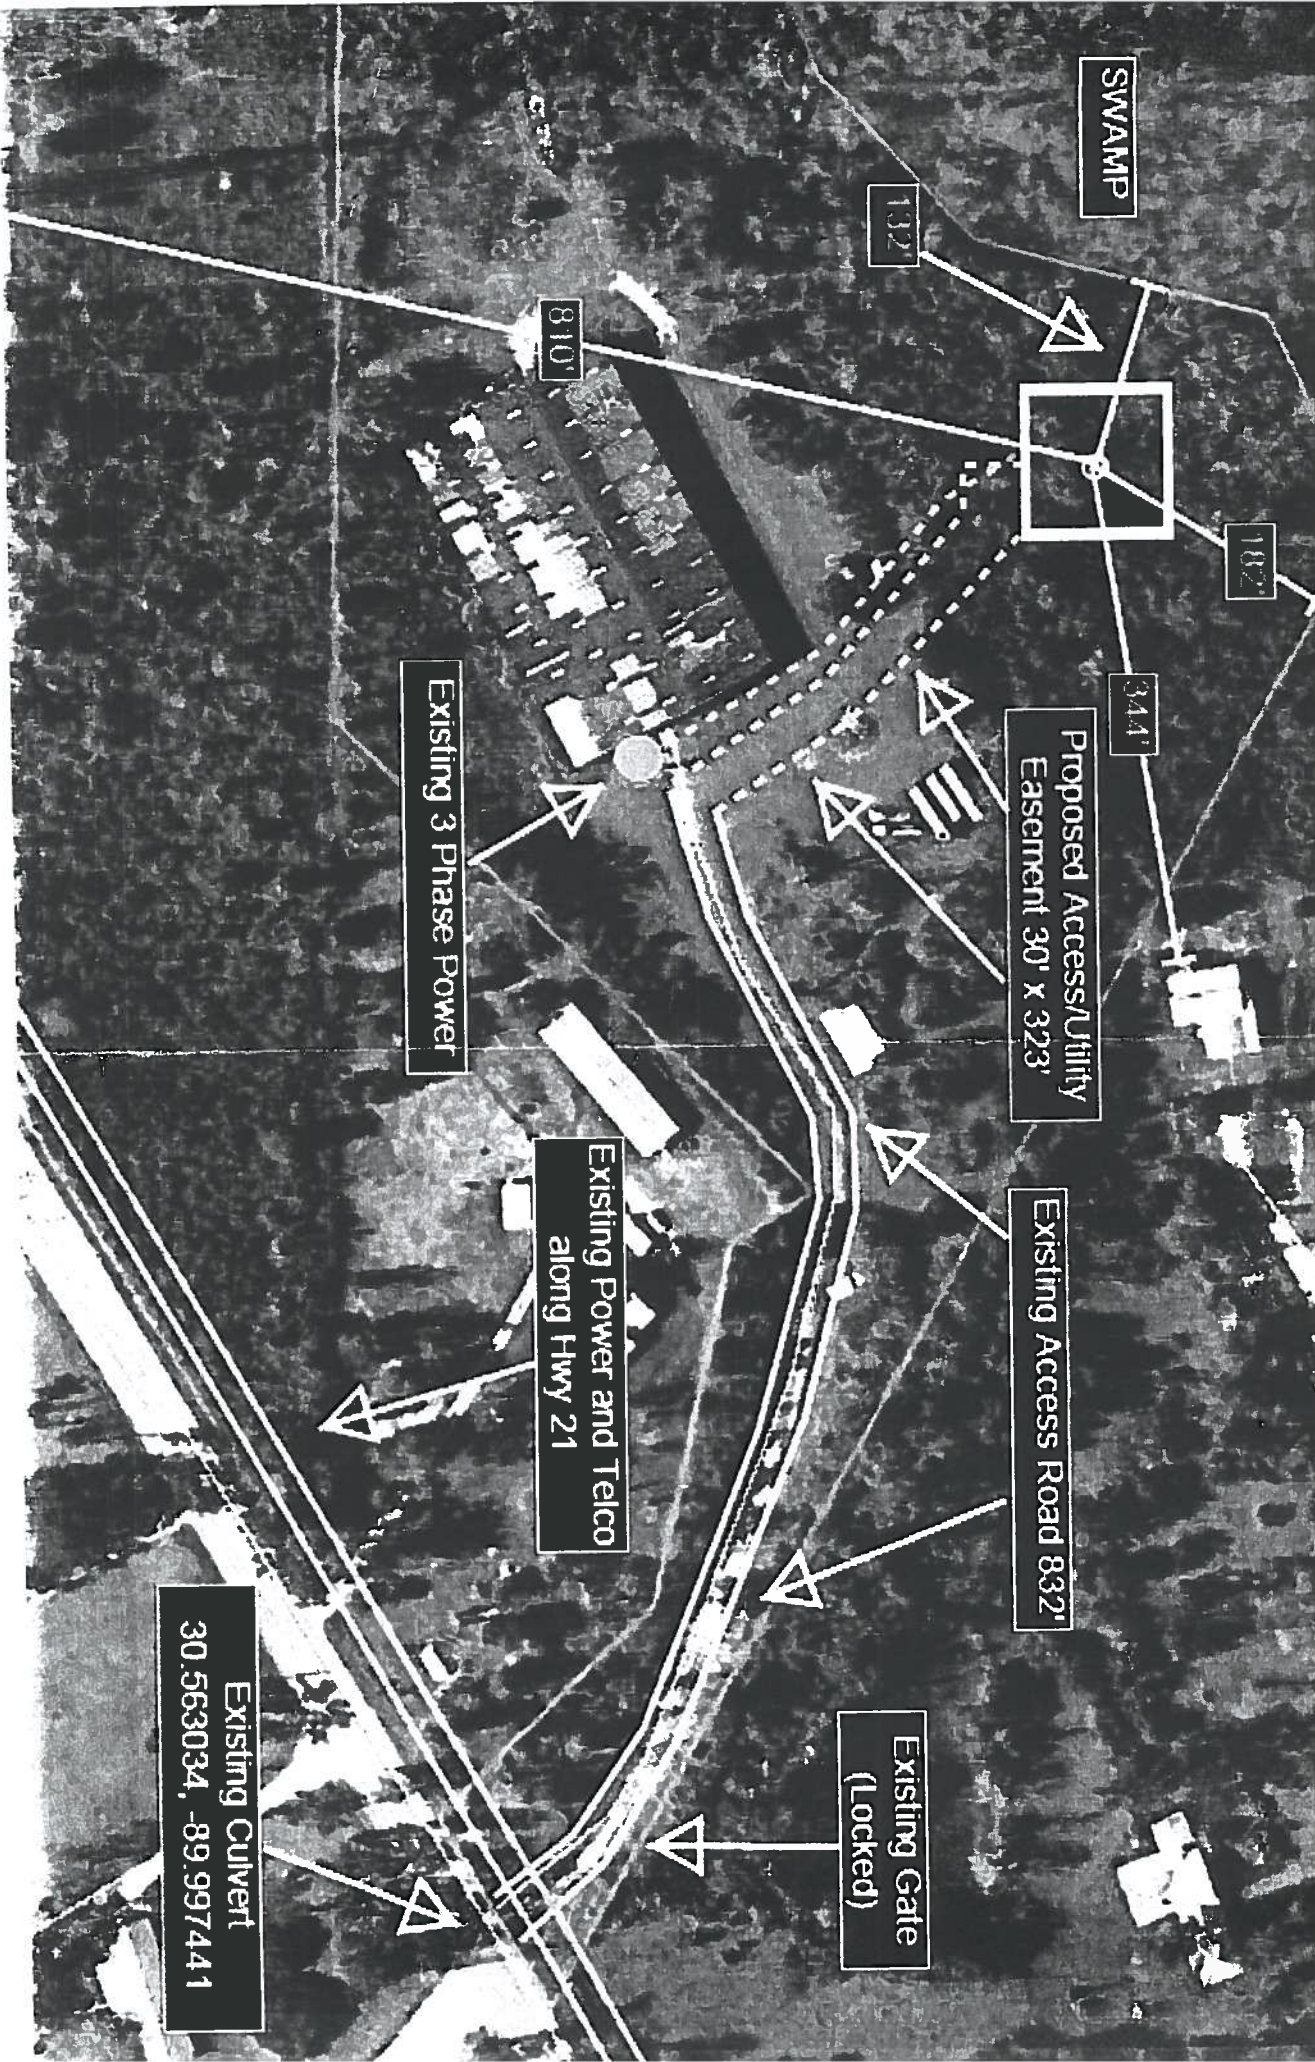 SWAMP
132'
182'
344'
810'
Proposed Access/Utility
Easement 30' x 323'
Existing Access Road 832'
Existing Gate
(Locked)
Existing 3 Phase Power
Existing Power and Telco
along Hwy 21
Existing Culvert
30.563034, -89.997441